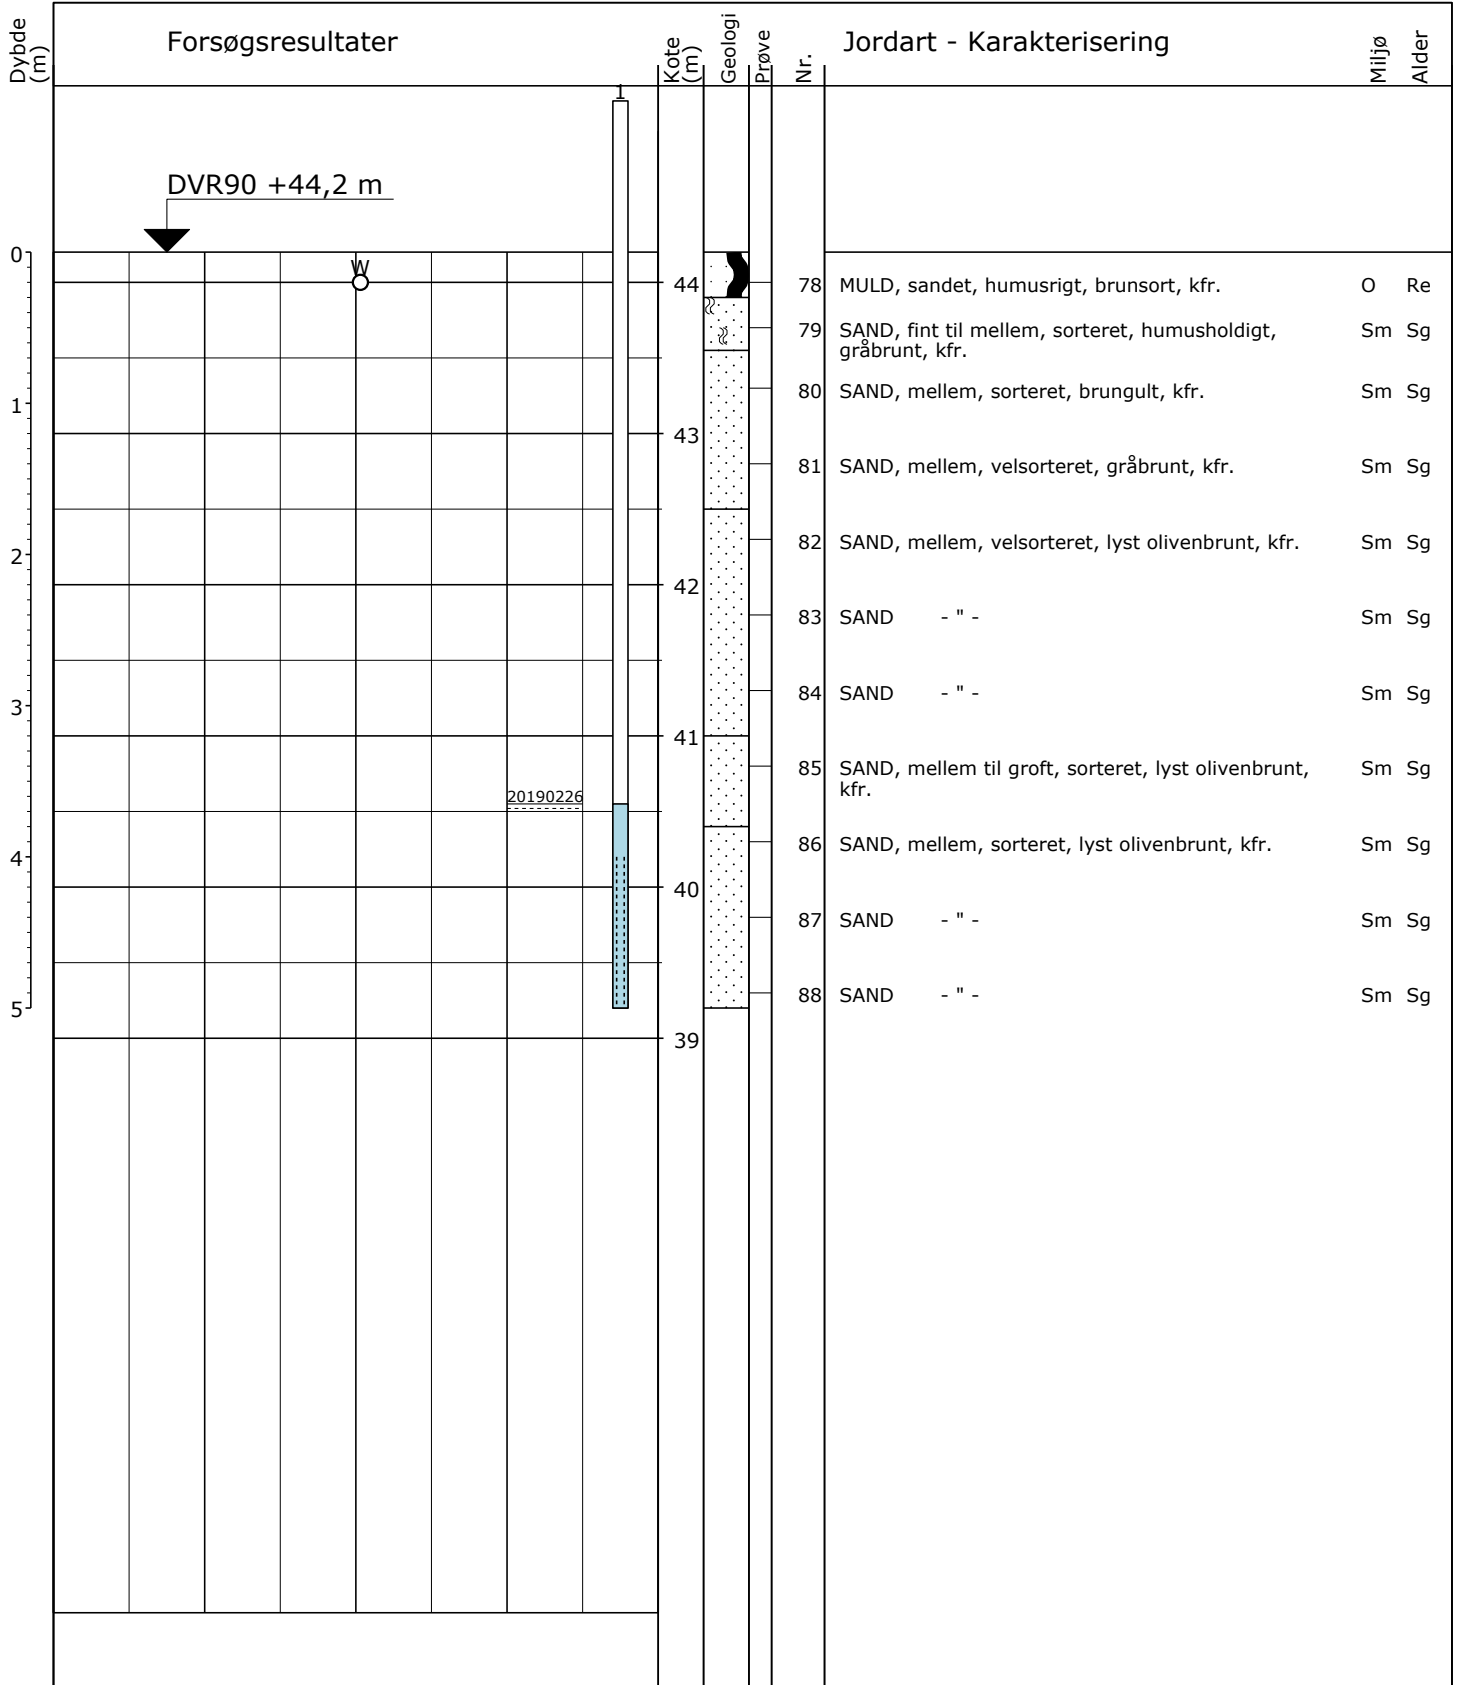 Dybde
(m)
Forsøgsresultater
Kote
(m)
Geologi
Prøve
Nr.
Jordart - Karakterisering
Miljø
Alder
1
DVR90 +44,2 m
0
W
44
78 MULD, sandet, humusrigt, brunsort, kfr. O Re
79 SAND, fint til mellem, sorteret, humusholdigt, Sm Sg
gråbrunt, kfr.
80 SAND, mellem, sorteret, brungult, kfr. Sm Sg
1
43
81 SAND, mellem, velsorteret, gråbrunt, kfr. Sm Sg
82 SAND, mellem, velsorteret, lyst olivenbrunt, kfr. Sm Sg
2
42
83 SAND - " - Sm Sg
84 SAND - " - Sm Sg
3
41
85 SAND, mellem til groft, sorteret, lyst olivenbrunt, Sm Sg
kfr.
20190226
86 SAND, mellem, sorteret, lyst olivenbrunt, kfr. Sm Sg
4
40
87 SAND - " - Sm Sg
88 SAND - " - Sm Sg
5
39